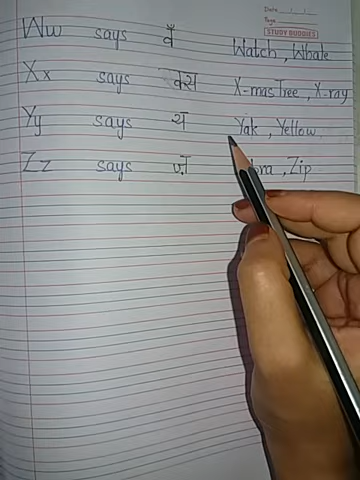 Date / /
Page
STUDY BUDDIES
Ww says वॅ Watch, Whale
Xx says क्स X-mas Tree, X-ray
Yy says य Yak, Yellow
Zz says ज़ , Zip